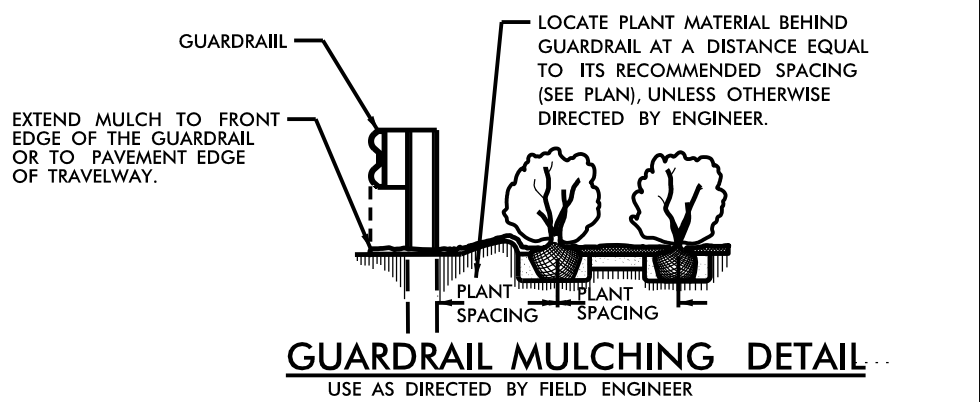 GUARDRAIIL
LOCATE PLANT MATERIAL BEHIND
GUARDRAIL AT A DISTANCE EQUAL
TO ITS RECOMMENDED SPACING
(SEE PLAN), UNLESS OTHERWISE
DIRECTED BY ENGINEER.
EXTEND MULCH TO FRONT
EDGE OF THE GUARDRAIL
OR TO PAVEMENT EDGE
OF TRAVELWAY.
PLANT
SPACING
PLANT
SPACING
GUARDRAIL MULCHING DETAIL
USE AS DIRECTED BY FIELD ENGINEER